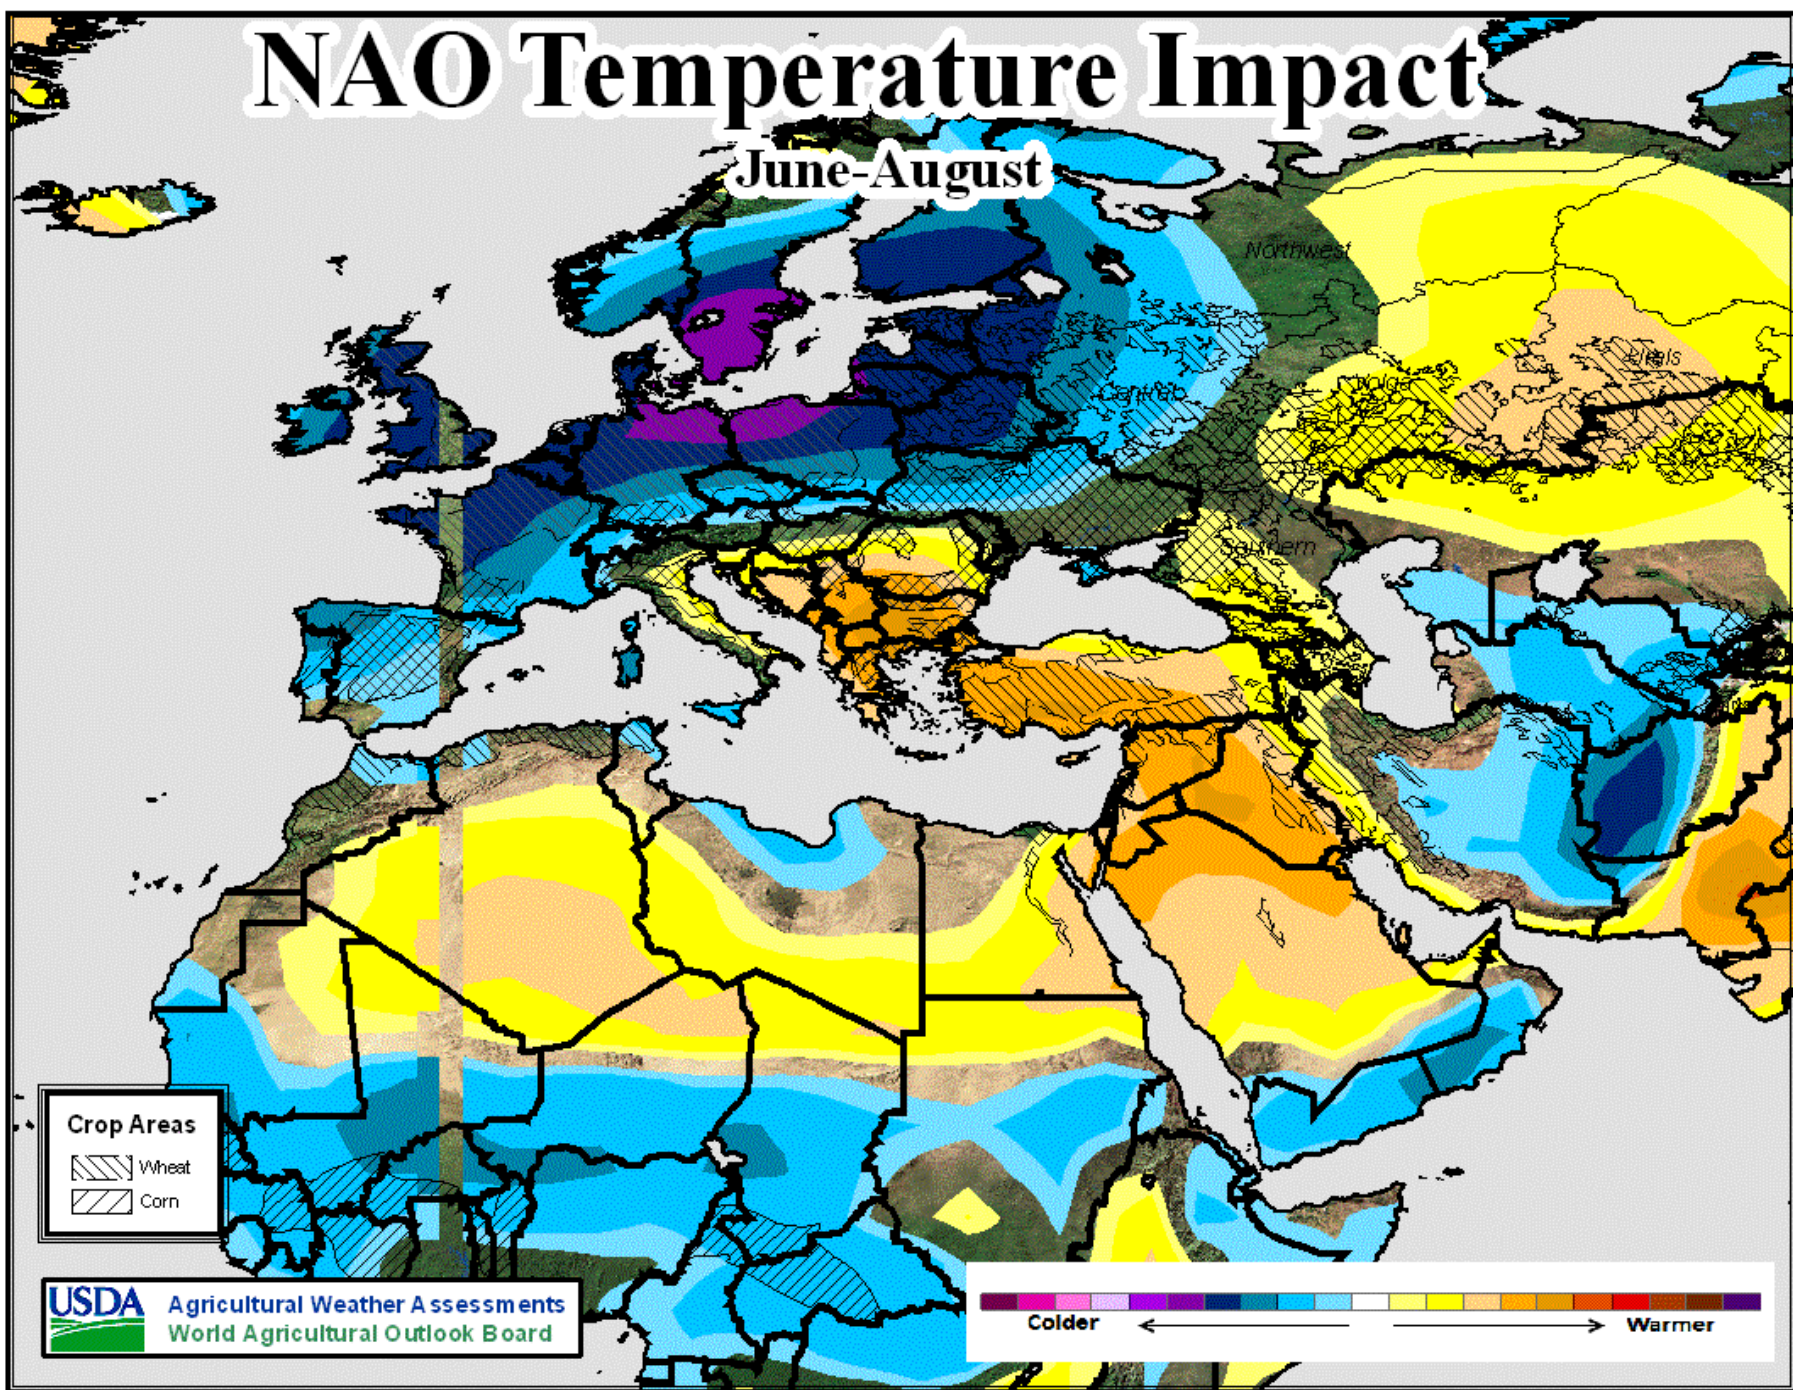 NAO Temperature Impact
June-August
Northwest
Urals
Volga
Central
Southern
Crop Areas
Wheat
Corn
USDA
Agricultural Weather Assessments
World Agricultural Outlook Board
Colder
Warmer